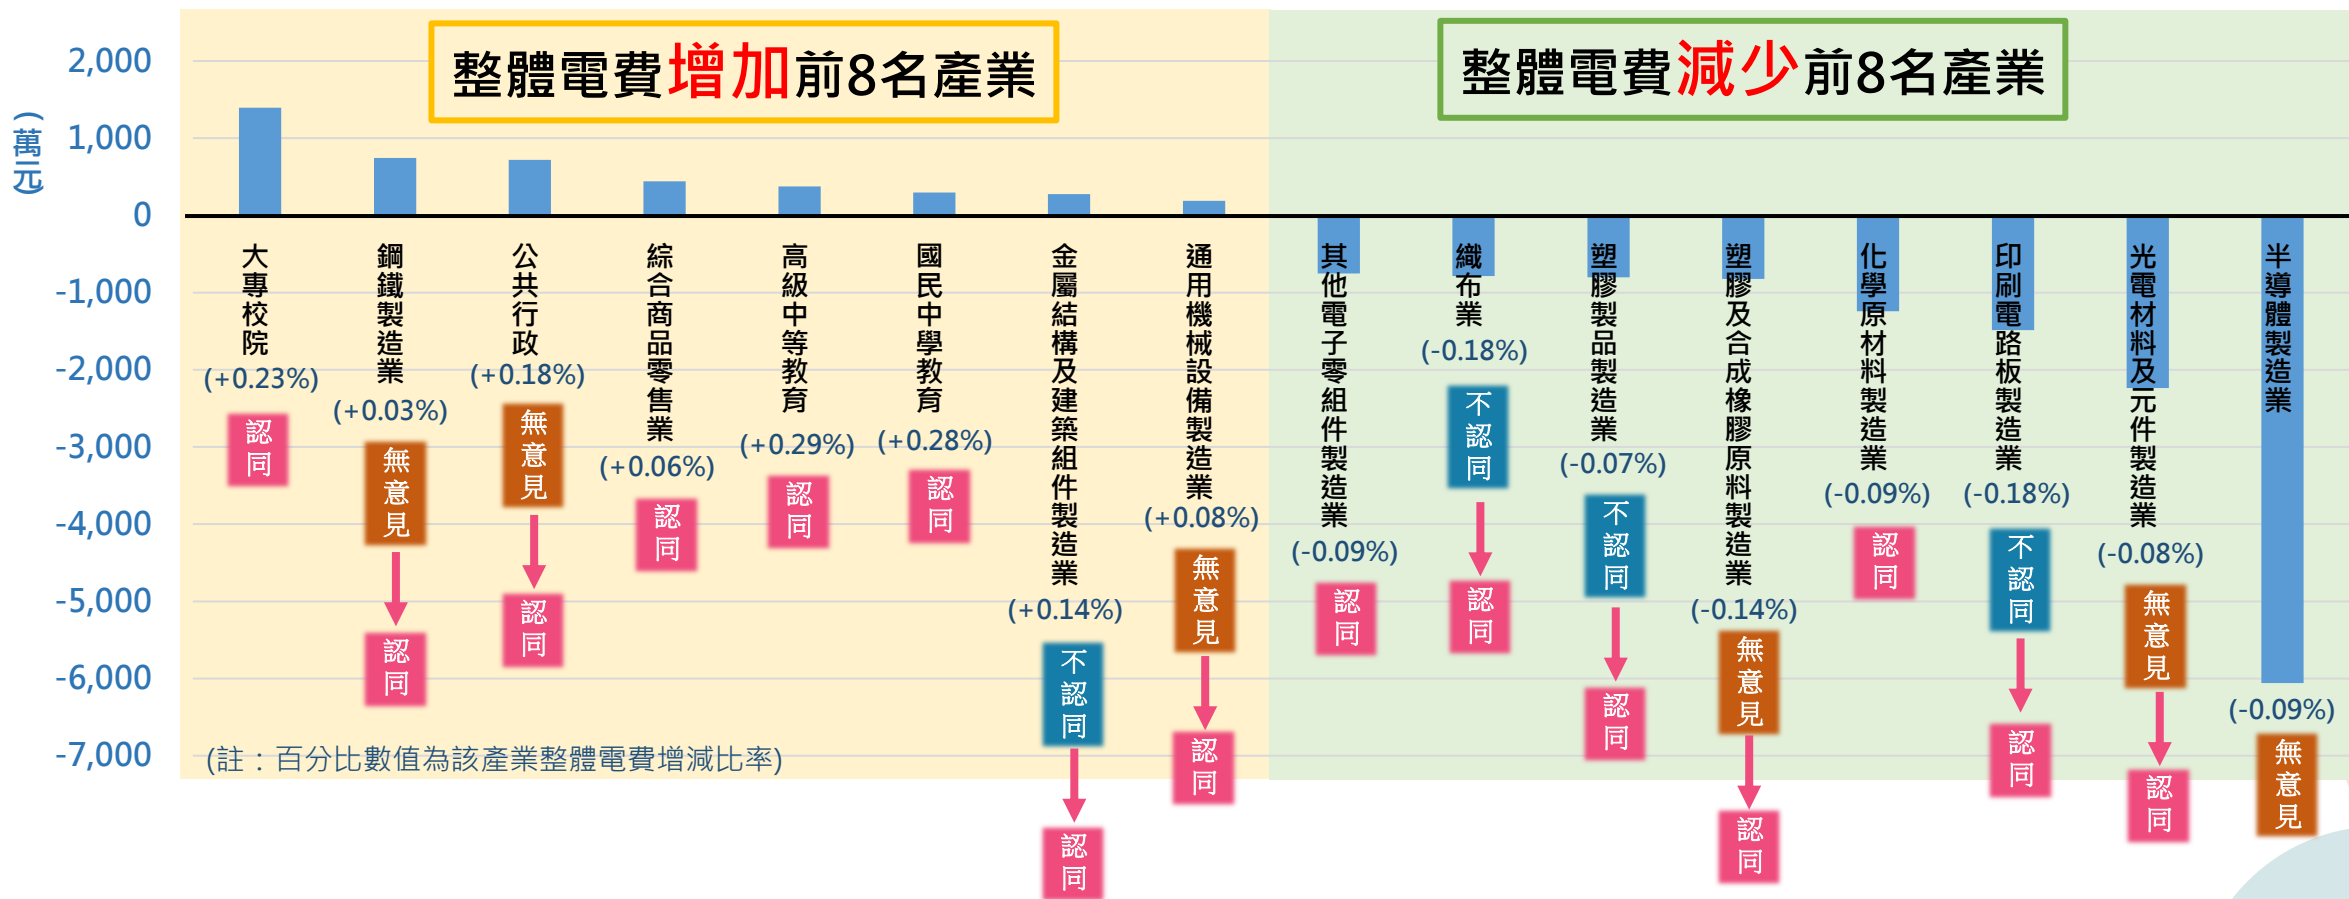 整體電費增加前8名產業
整體電費減少前8名產業
(萬元)
2,000
1,000
0
-1,000
-2,000
-3,000
-4,000
-5,000
-6,000
-7,000
大專校院
(+0.23%)
認同
鋼鐵製造業
(+0.03%)
無意見
認同
公共行政
(+0.18%)
無意見
認同
綜合商品零售業
(+0.06%)
認同
高級中等教育
(+0.29%)
認同
國民中學教育
(+0.28%)
認同
金屬結構及建築組件製造業
(+0.14%)
不認同
認同
通用機械設備製造業
(+0.08%)
無意見
認同
其他電子零組件製造業
(-0.09%)
認同
織布業
(-0.18%)
不認同
認同
塑膠製品製造業
(-0.07%)
不認同
認同
塑膠及合成橡膠原料製造業
(-0.14%)
無意見
認同
化學原材料製造業
(-0.09%)
認同
印刷電路板製造業
(-0.18%)
不認同
認同
光電材料及元件製造業
(-0.08%)
無意見
認同
半導體製造業
(-0.09%)
無意見
(註：百分比數值為該產業整體電費增減比率)